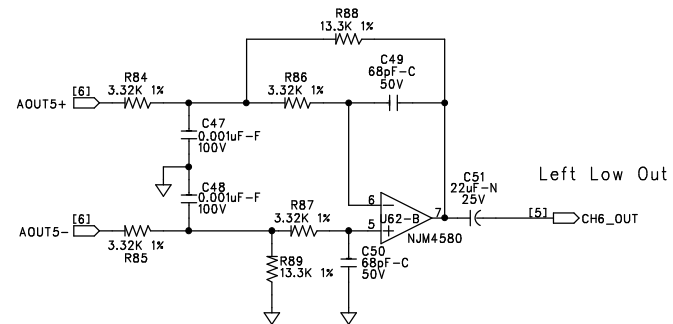 R88
13.3K 1%
C49
68pF-C
50V
[6]
R84
3.32K 1%
R86
3.32K 1%
AOUT5+
C47
0.001uF-F
100V
C48
0.001uF-F
100V
[6]
AOUT5-
3.32K 1%
R85
R87
3.32K 1%
R89
13.3K 1%
C50
68pF-C
50V
6
5
7
U62-B
NJM4580
C51
22uF-N
25V
Left Low Out
[5]
CH6_OUT